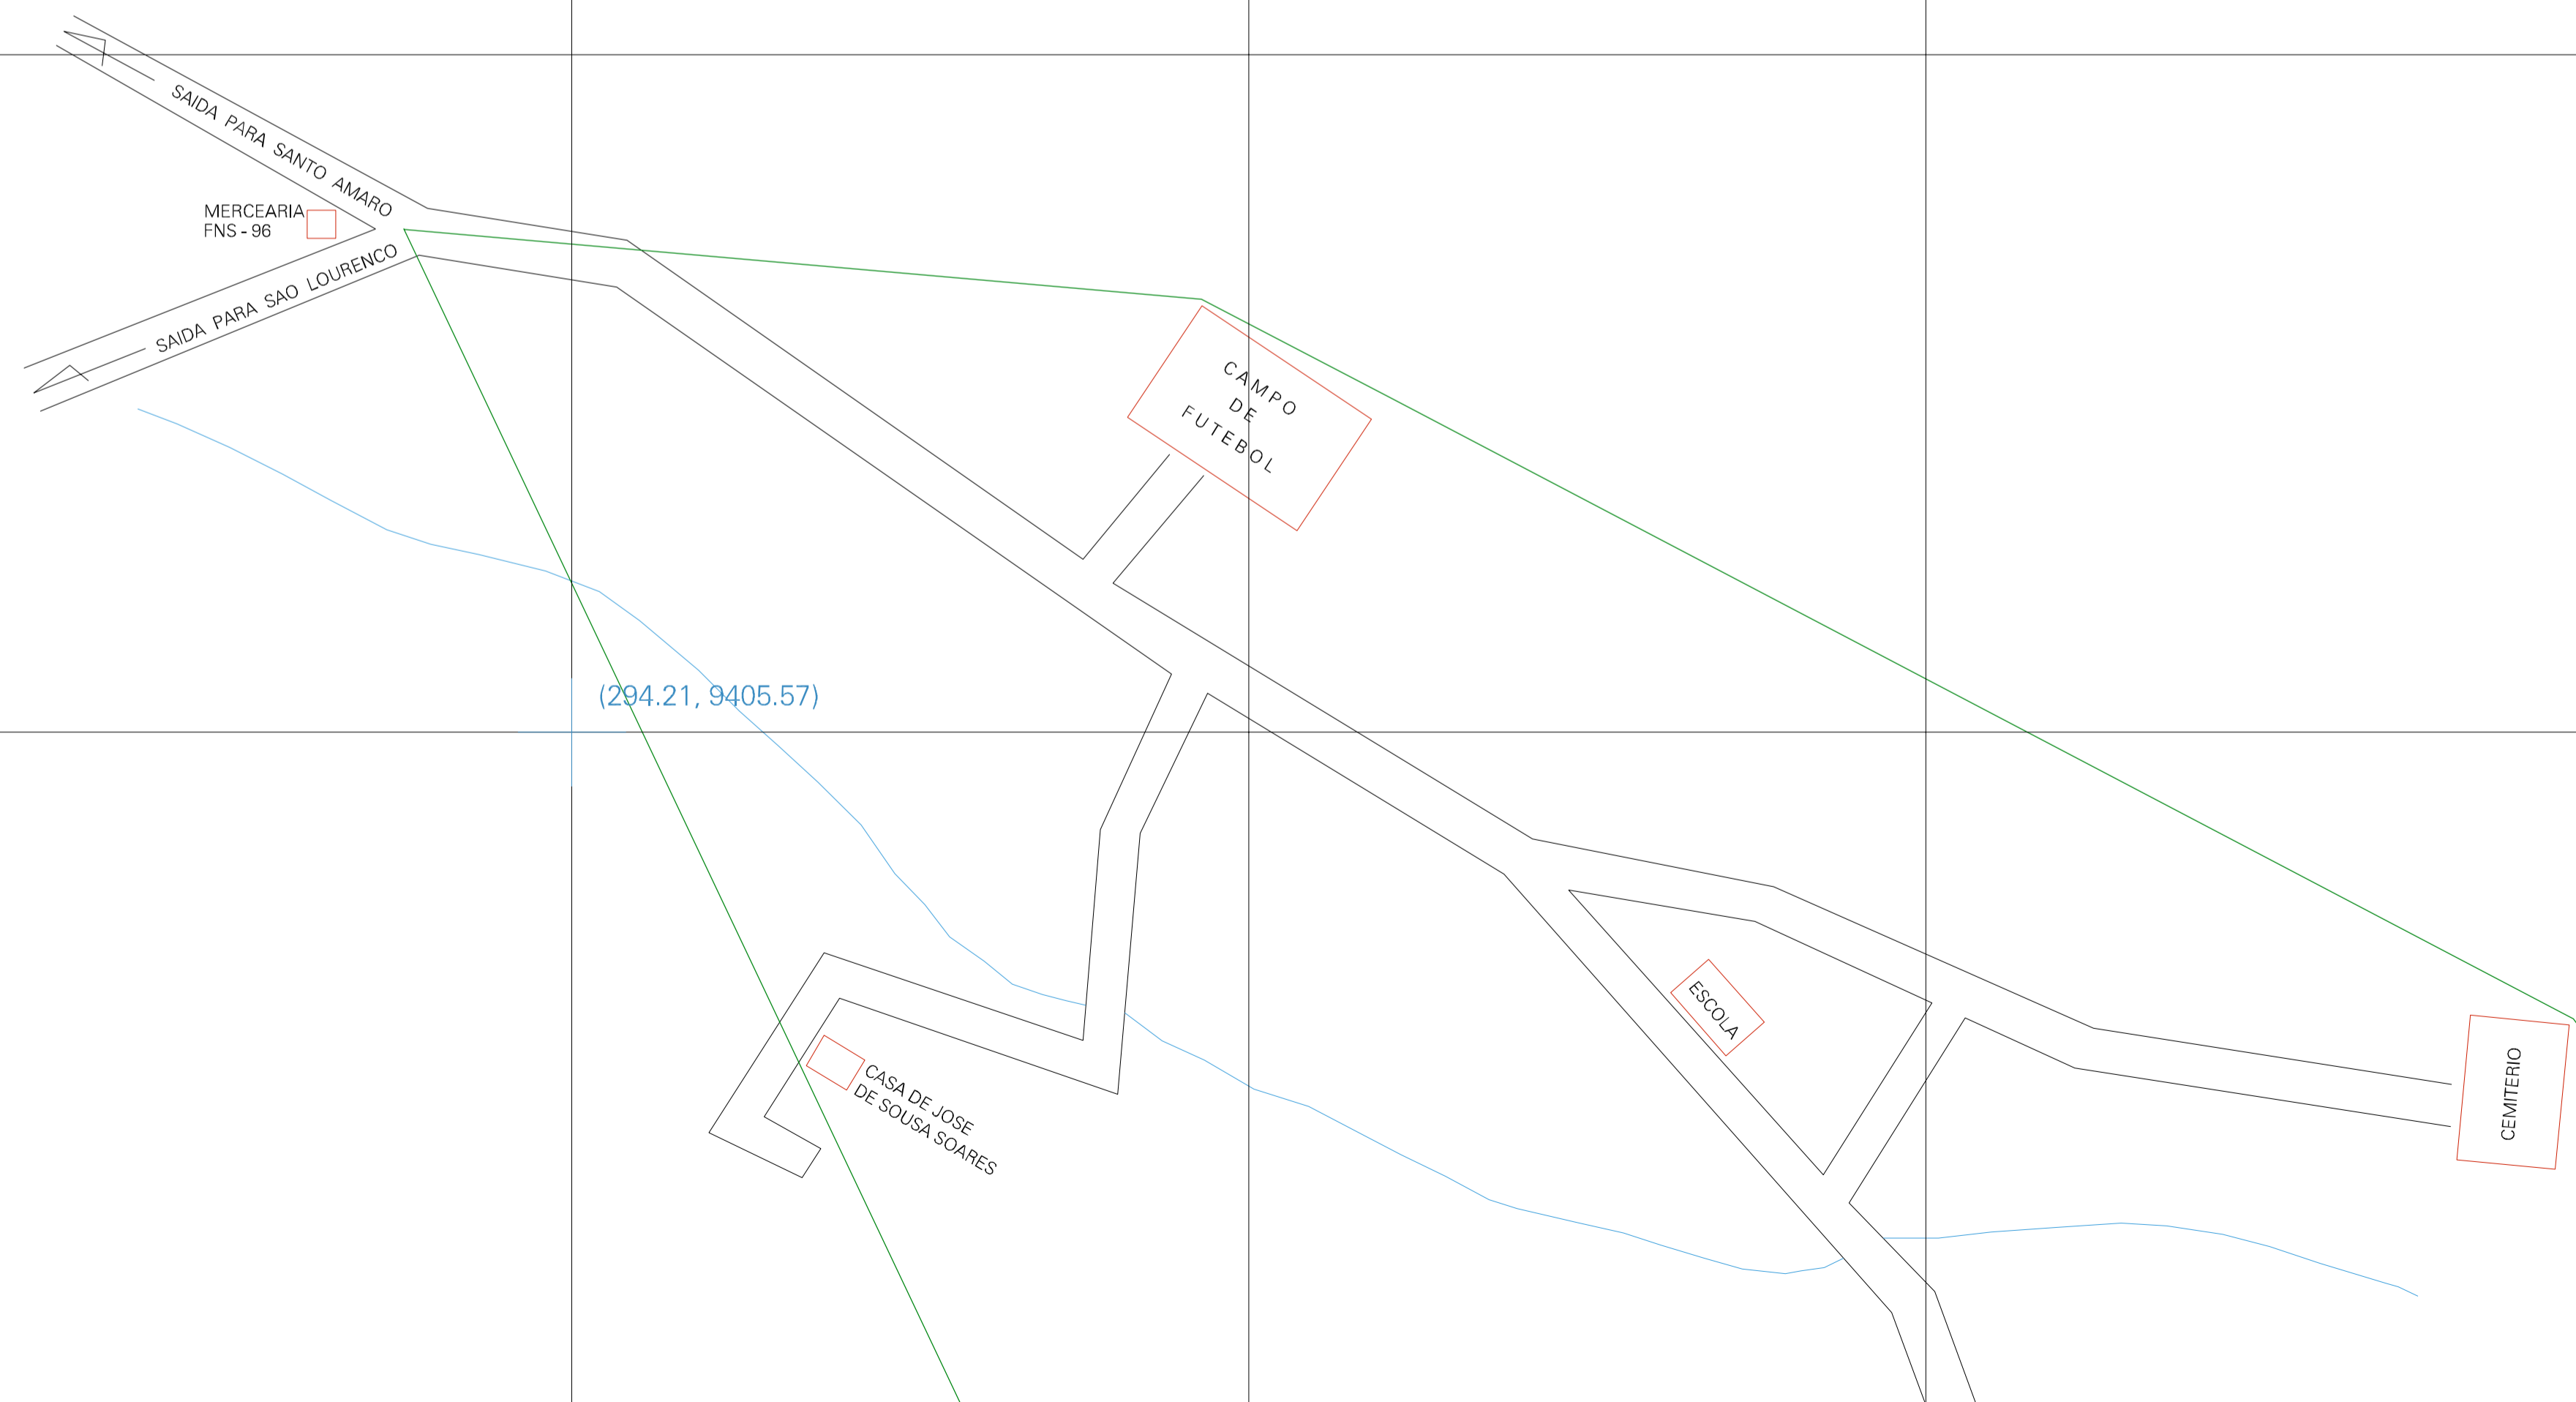 SAIDA PARA SANTO AMARO
MERCEARIA
FNS - 96
SAIDA PARA SAO LOURENCO
CAMPO
DE
FUTEBOL
(294.21, 9405.57)
ESCOLA
CASA DE JOSE
DE SOUSA SOARES
CEMITERIO